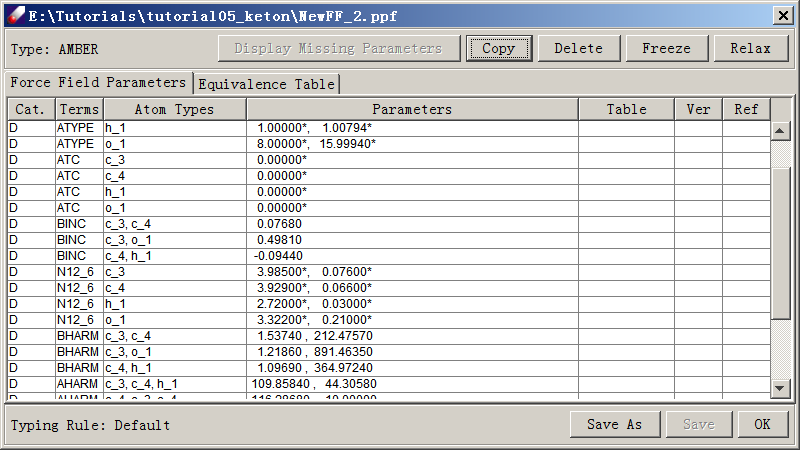 E:\Tutorials\tutorial05_keton\NewFF_2.ppf
Type: AMBER Display Missing Parameters Copy Delete Freeze Relax
Force Field Parameters Equivalence Table
Cat. Terms Atom Types Parameters Table Ver Ref
D ATYPE h_1 1.00000*, 1.00794*
D ATYPE o_1 8.00000*, 15.99940*
D ATC c_3 0.00000*
D ATC c_4 0.00000*
D ATC h_1 0.00000*
D ATC o_1 0.00000*
D BINC c_3, c_4 0.07680
D BINC c_3, o_1 0.49810
D BINC c_4, h_1 -0.09440
D N12_6 c_3 3.98500*, 0.07600*
D N12_6 c_4 3.92900*, 0.06600*
D N12_6 h_1 2.72000*, 0.03000*
D N12_6 o_1 3.32200*, 0.21000*
D BHARM c_3, c_4 1.53740 , 212.47570
D BHARM c_3, o_1 1.21860 , 891.46350
D BHARM c_4, h_1 1.09690 , 364.97240
D AHARM c_3, c_4, h_1 109.85840 , 44.30580
Typing Rule: Default Save As Save OK